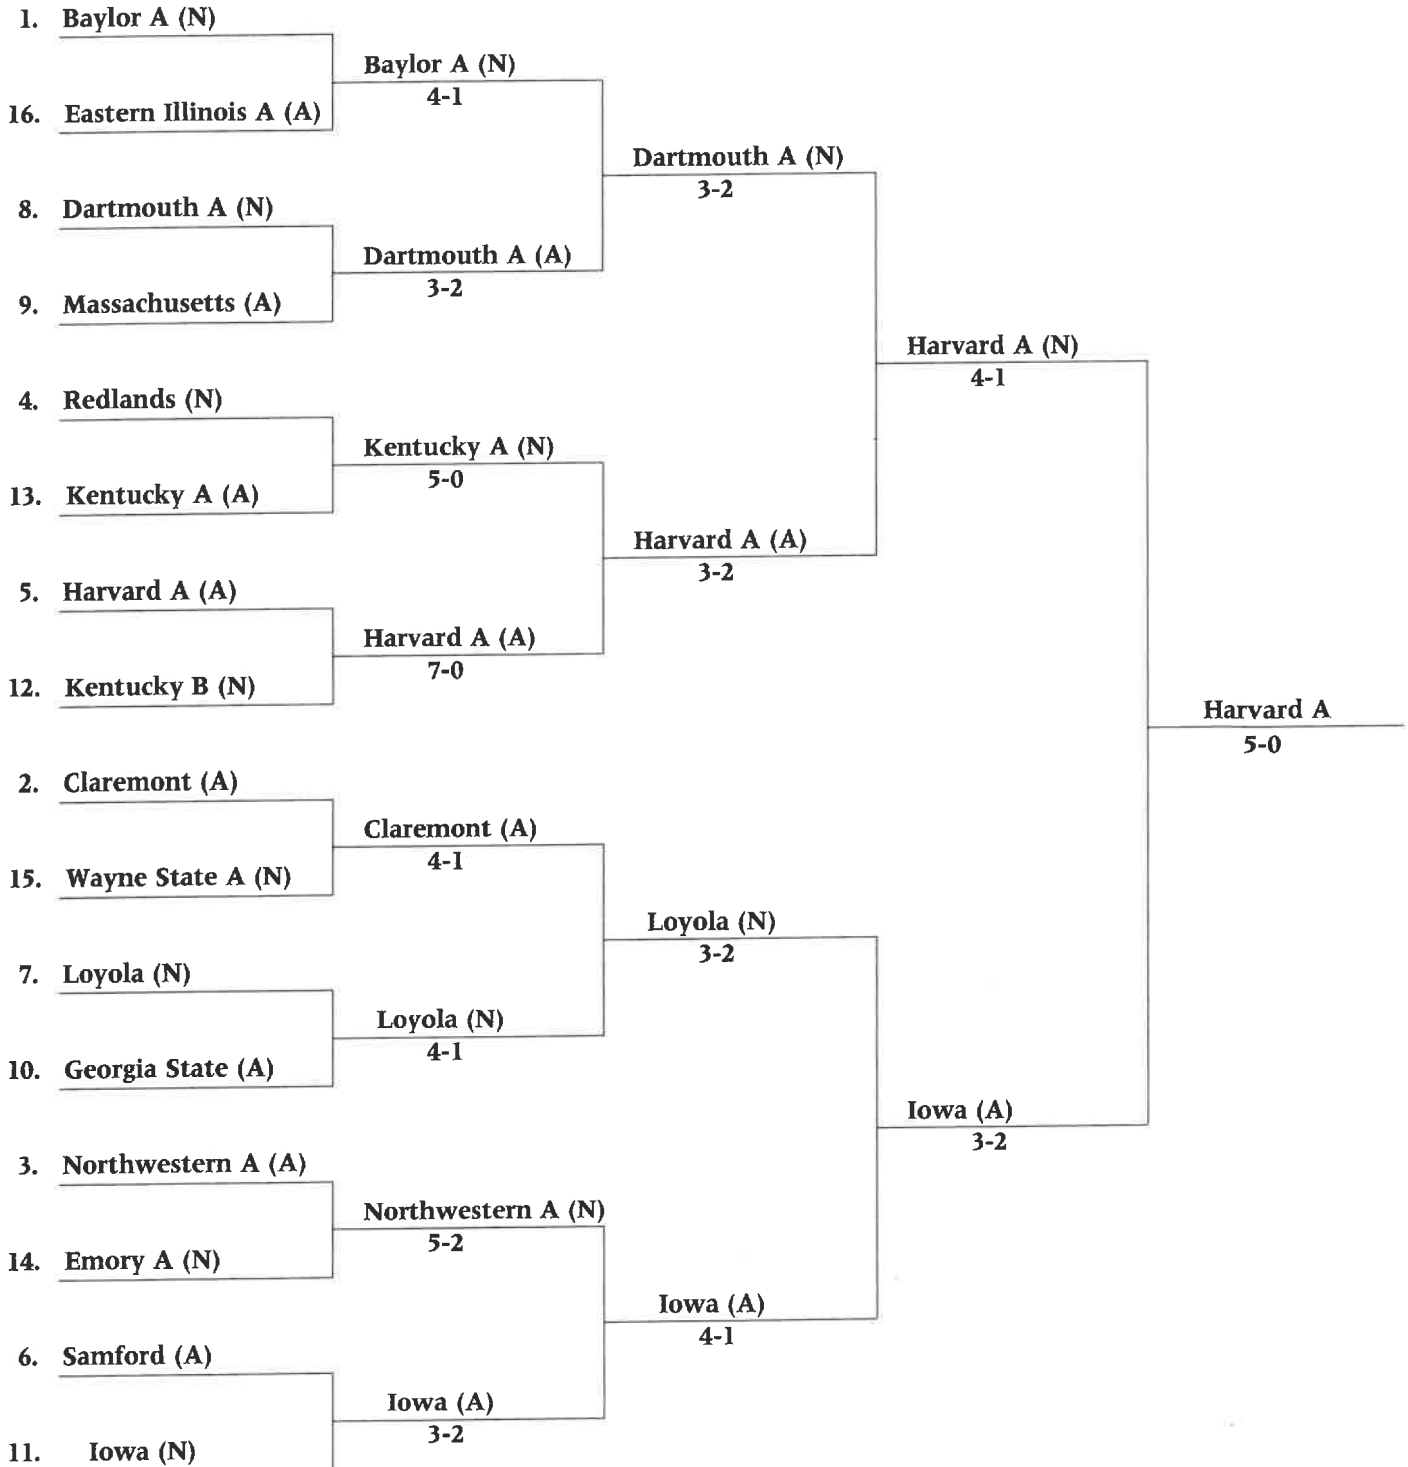 1. Baylor A (N)
Baylor A (N)
4-1
16. Eastern Illinois A (A)
Dartmouth A (N)
3-2
8. Dartmouth A (N)
Dartmouth A (A)
3-2
9. Massachusetts (A)
Harvard A (N)
4-1
4. Redlands (N)
Kentucky A (N)
5-0
13. Kentucky A (A)
Harvard A (A)
3-2
5. Harvard A (A)
Harvard A (A)
7-0
12. Kentucky B (N)
Harvard A
5-0
2. Claremont (A)
Claremont (A)
4-1
15. Wayne State A (N)
Loyola (N)
3-2
7. Loyola (N)
Loyola (N)
4-1
10. Georgia State (A)
Iowa (A)
3-2
3. Northwestern A (A)
Northwestern A (N)
5-2
14. Emory A (N)
Iowa (A)
4-1
6. Samford (A)
Iowa (A)
3-2
11. Iowa (N)